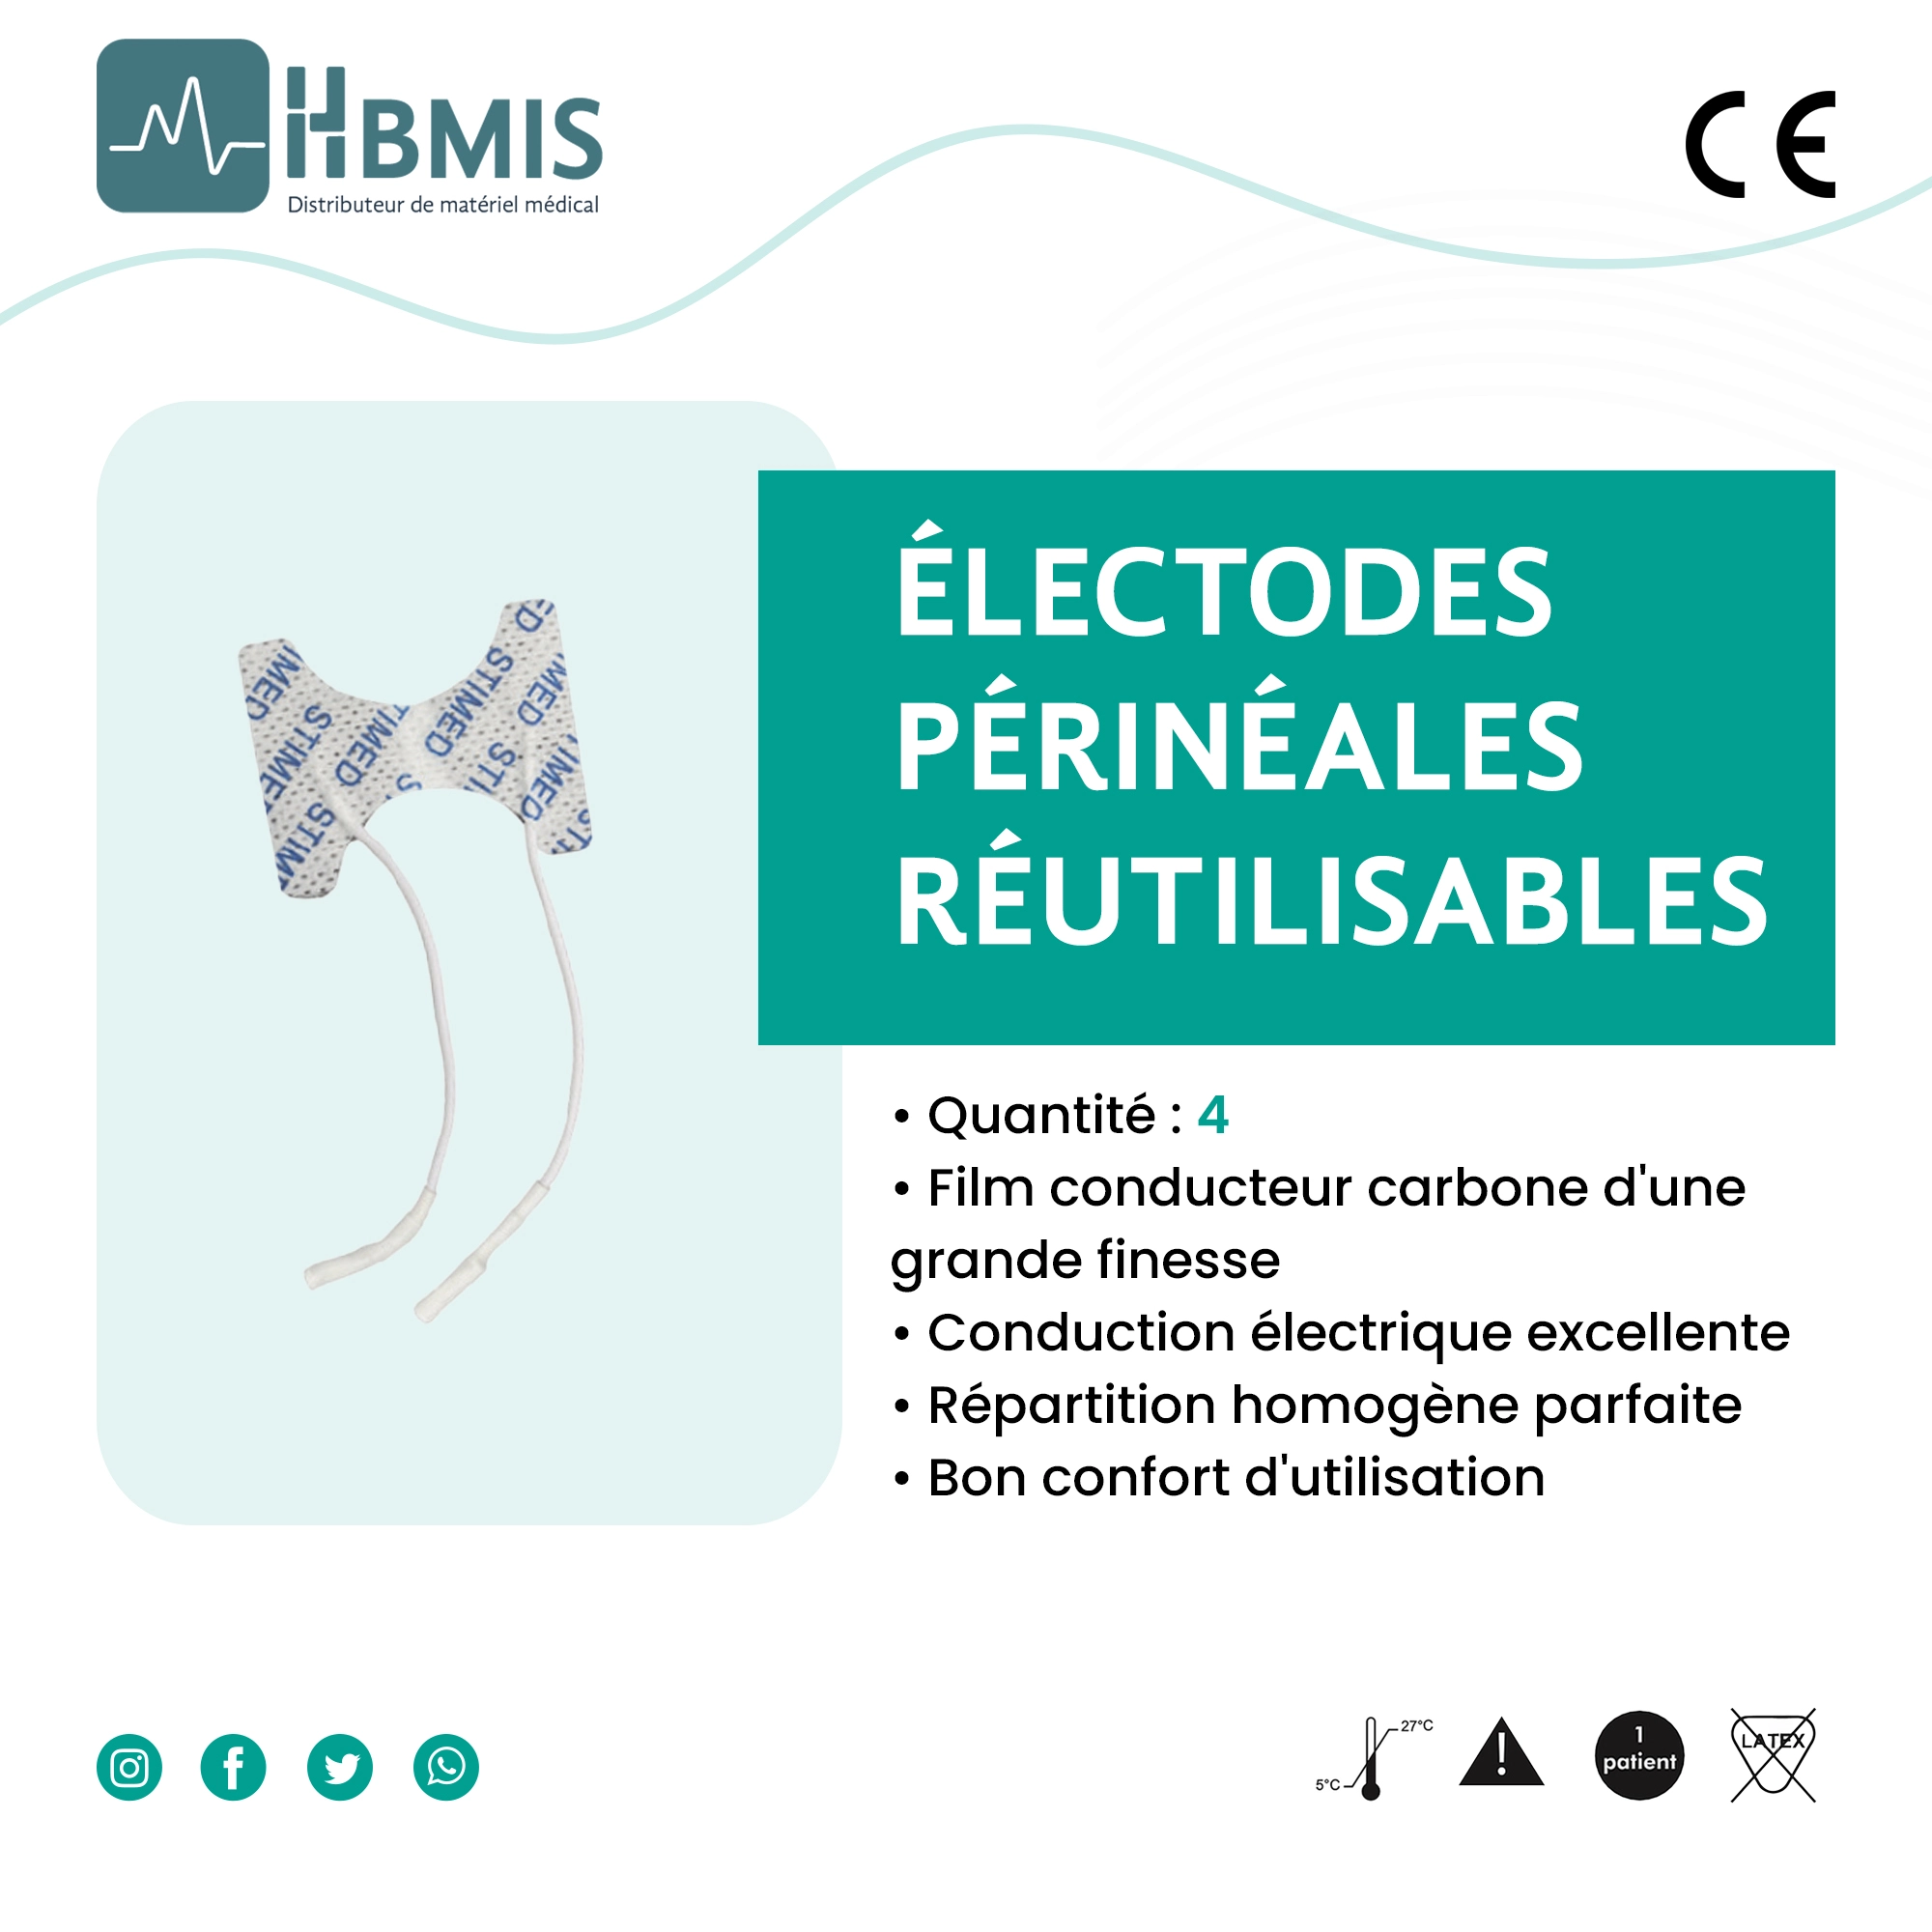 HBMIS
Distributeur de matériel médical
CE
ÉLECTODES
PÉRINÉALES
RÉUTILISABLES
STIMED
• Quantité : 4
• Film conducteur carbone d'une
grande finesse
• Conduction électrique excellente
• Répartition homogène parfaite
• Bon confort d'utilisation
27°C
5°C
!
1
patient
LATEX